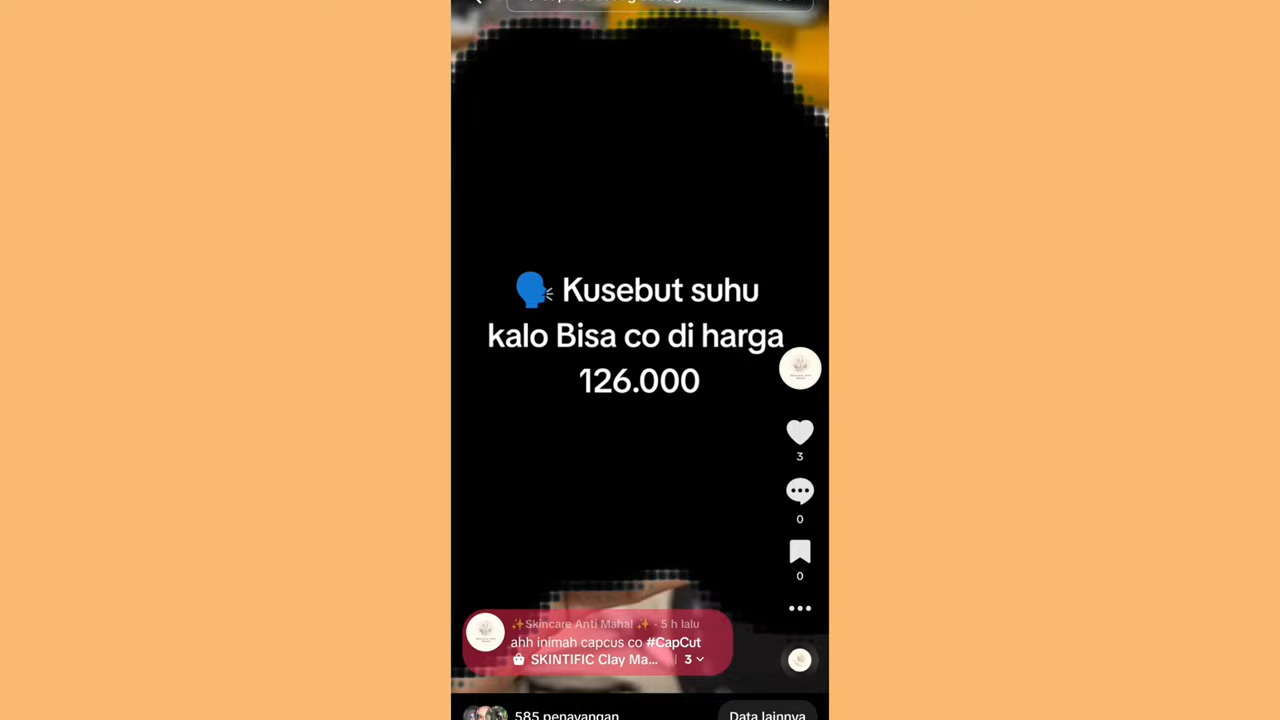 🗣️ Kusebut suhu
kalo Bisa co di harga
126.000
3
0
0
✨Skincare Anti Mahal ✨ - 5 h lalu
ahh inimah capcus co #CapCut
SKINTIFIC Clay Ma... | 3
585 penayangan
Data lainnya